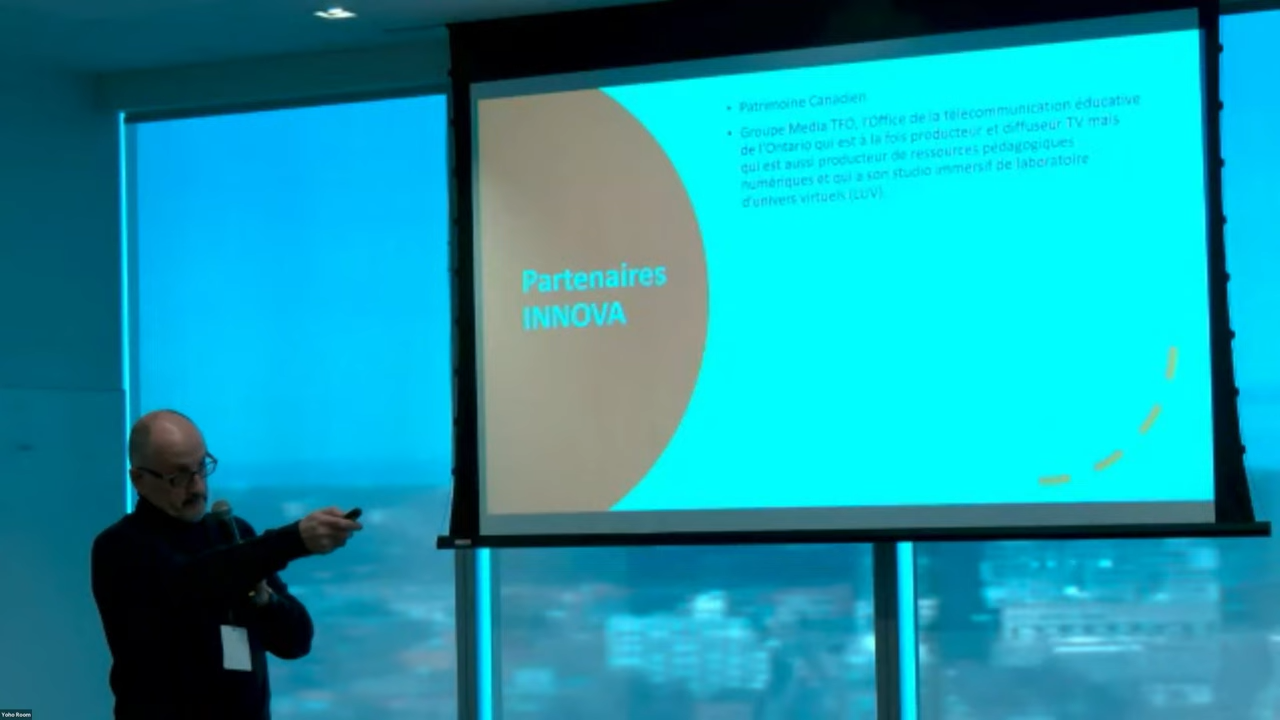 Partenaires
INNOVA
• Patrimoine Canadien
• Groupe Media TFO, l'Office de la télécommunication éducative
de l'Ontario qui est à la fois producteur et diffuseur TV mais
qui est aussi producteur de ressources pédagogiques
numériques et qui a son studio immersif de laboratoire
d'univers virtuels (LUV).
Yoho Room